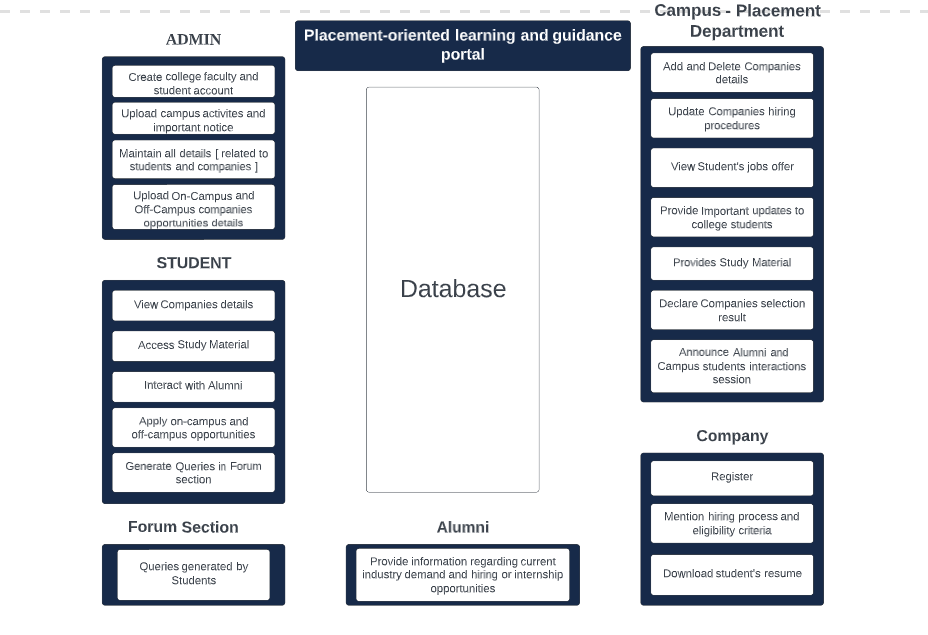 Placement-oriented learning and guidance
portal
ADMIN
Create college faculty and
student account
Upload campus activites and
important notice
Maintain all details [ related to
students and companies ]
Upload On-Campus and
Off-Campus companies
opportunities details
STUDENT
View Companies details
Access Study Material
Interact with Alumni
Apply on-campus and
off-campus opportunities
Generate Queries in Forum
section
Forum Section
Queries generated by
Students
Database
Alumni
Provide information regarding current
industry demand and hiring or internship
opportunities
Campus - Placement
Department
Add and Delete Companies
details
Update Companies hiring
procedures
View Student's jobs offer
Provide Important updates to
college students
Provides Study Material
Declare Companies selection
result
Announce Alumni and
Campus students interactions
session
Company
Register
Mention hiring process and
eligibility criteria
Download student's resume